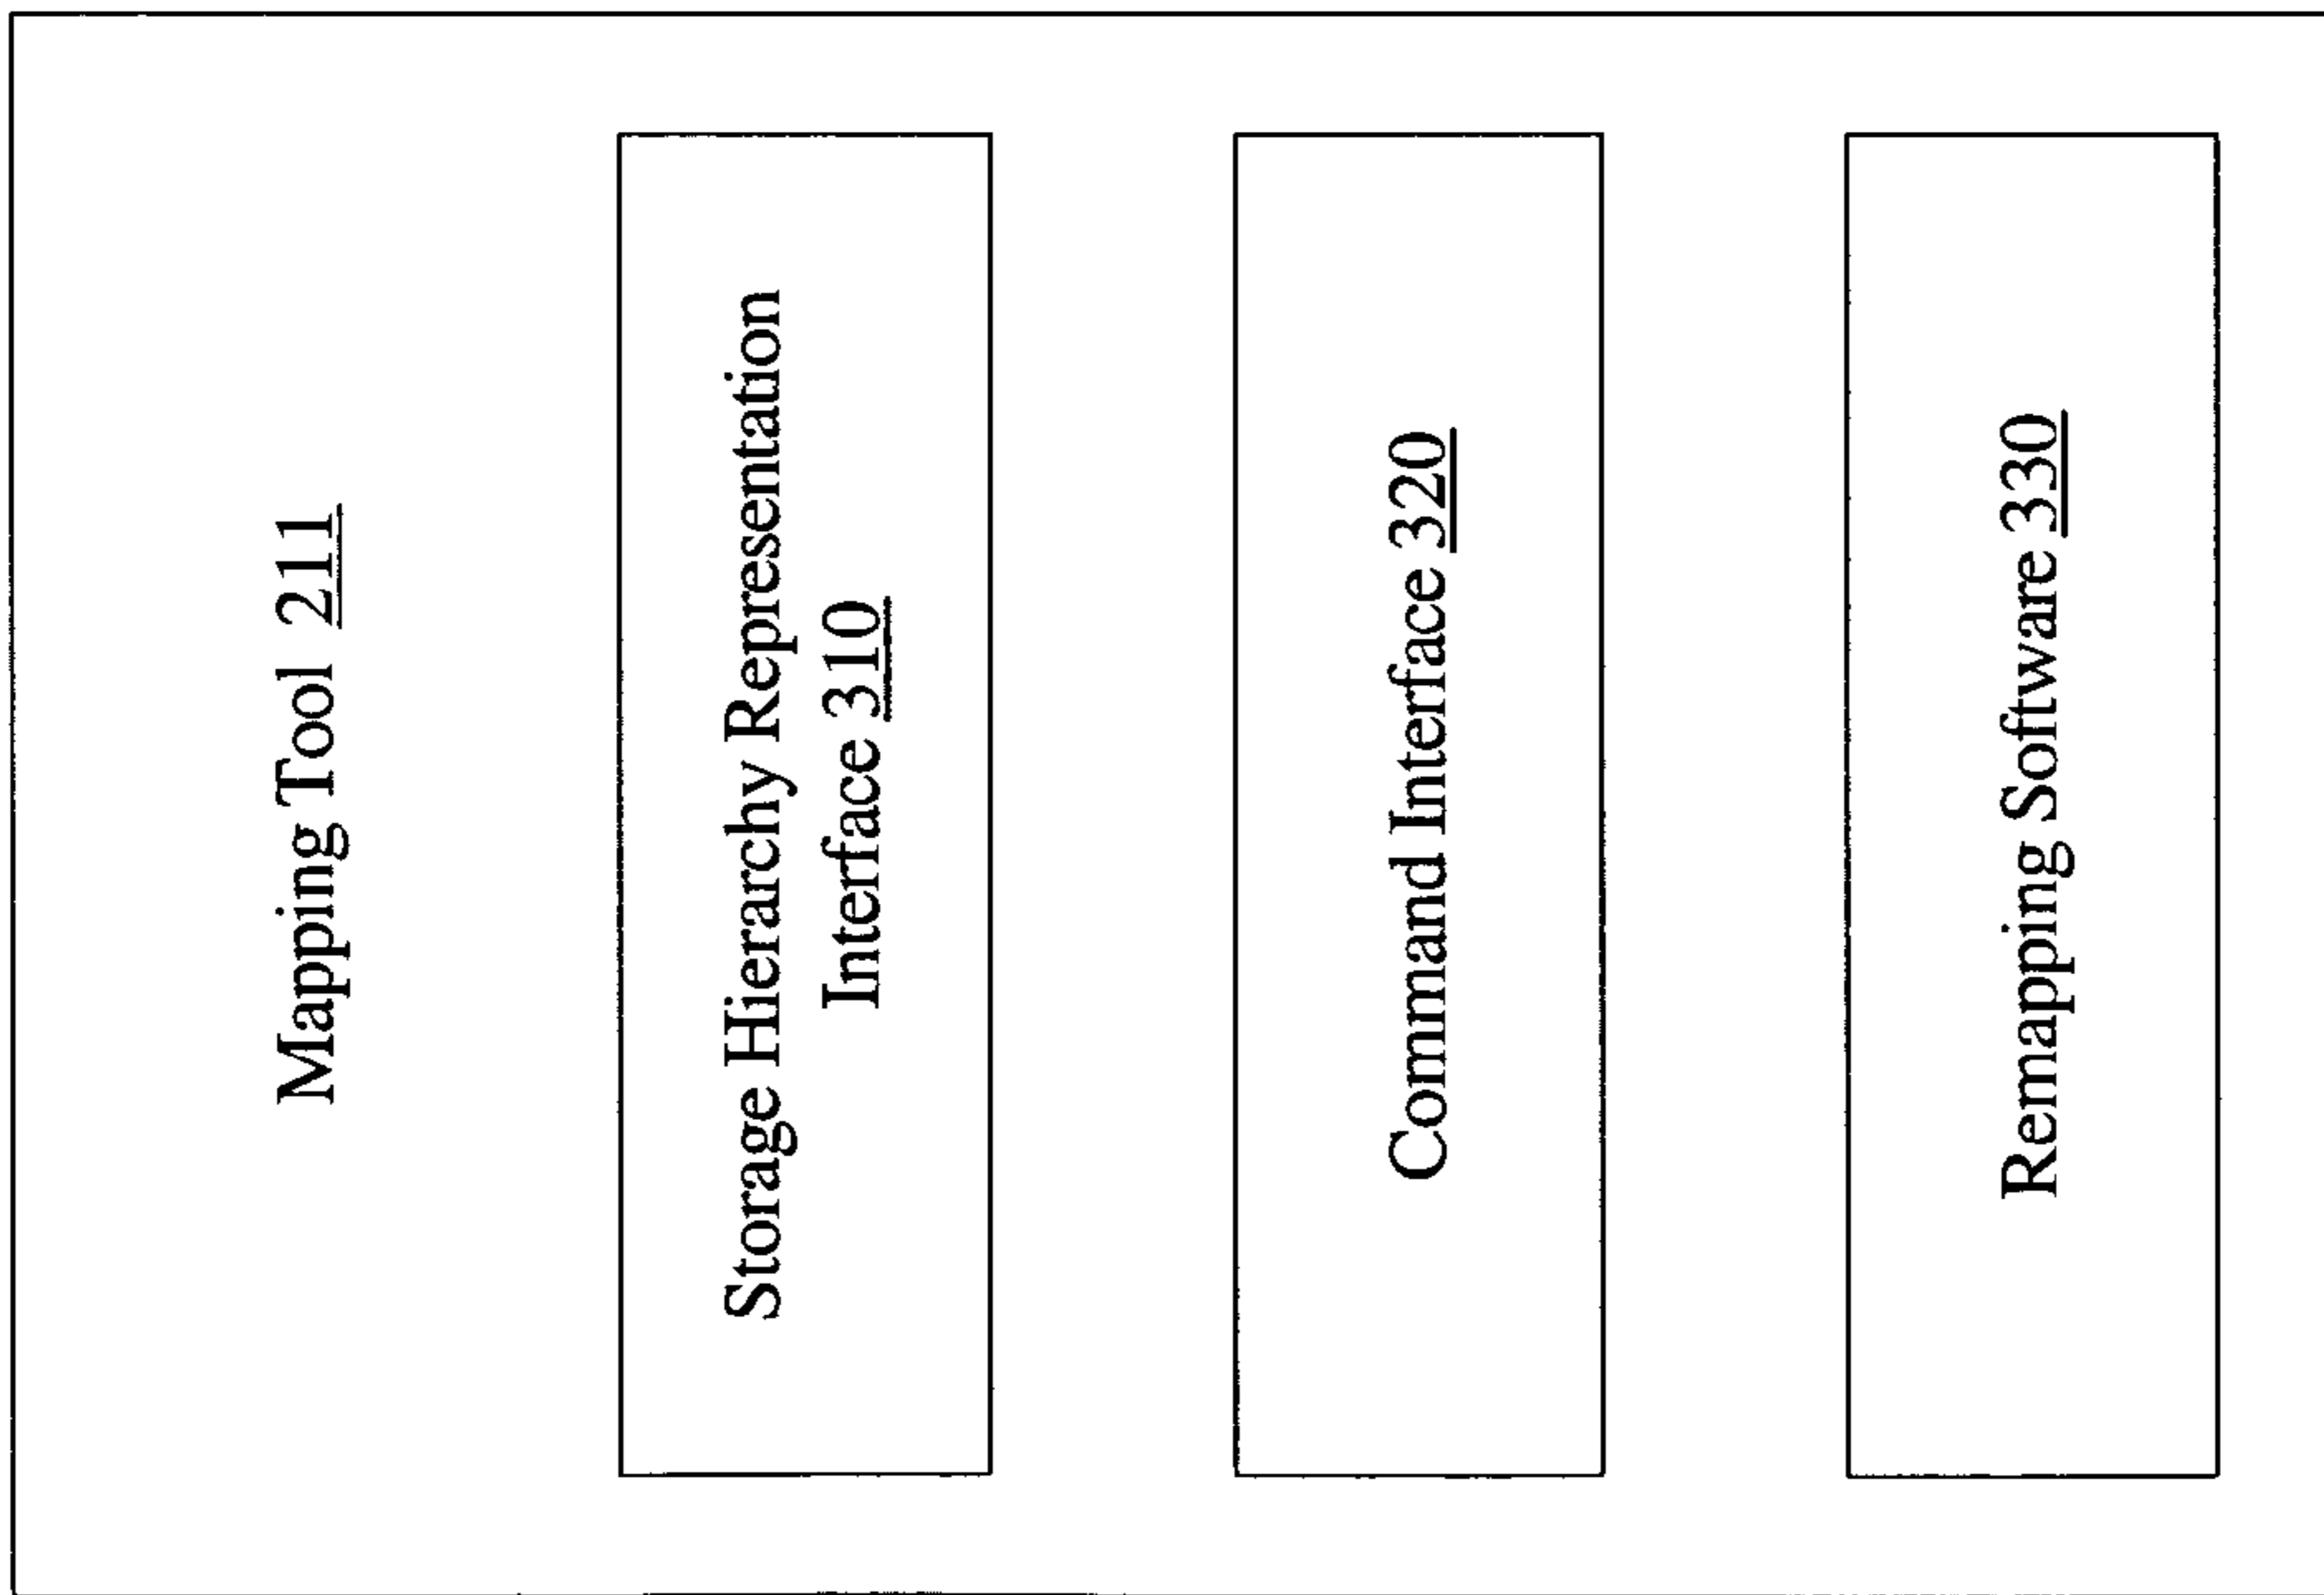 Mapping Tool 211
Storage Hierarchy Representation
Interface 310
Command Interface 320
Remapping Software 330